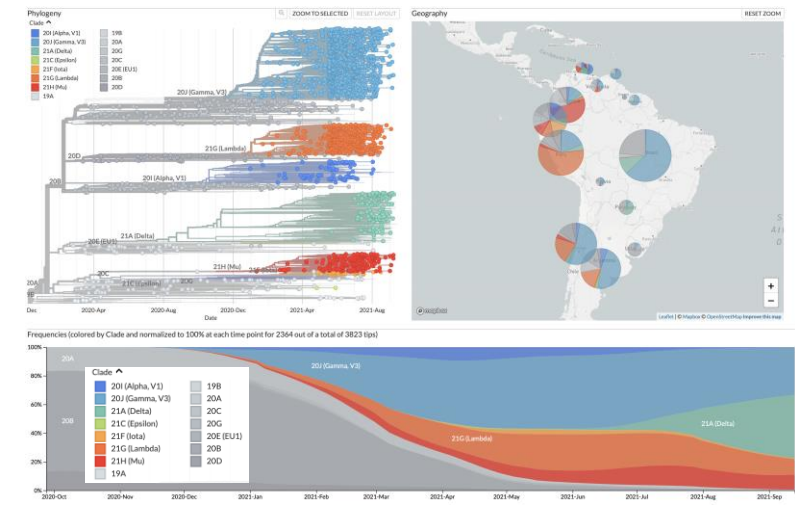 Phylogeny
ZOOM TO SELECTED
RESET LAYOUT
Clade
20I (Alpha, V1)
20J (Gamma, V3)
21A (Delta)
21C (Epsilon)
21F (Iota)
21G (Lambda)
21H (Mu)
19A
19B
20A
20G
20C
20E (EU1)
20B
20D
20J (Gamma, V3)
21G (Lambda)
20D
20I (Alpha, V1)
20B
21A (Delta)
20E (EU1)
21H (Mu)
20C
21C (Epsilon)
20A
Dec
2020-Apr
2020-Aug
2020-Dec
2021-Apr
2021-Aug
Date
Geography
RESET ZOOM
+
−
mapbox
Leaflet | © Mapbox © OpenStreetMap Improve this map
Frequencies (colored by Clade and normalized to 100% at each time point for 2364 out of a total of 3823 tips)
100%
80%
60%
40%
20%
0%
20A
20B
Clade
20I (Alpha, V1)
20J (Gamma, V3)
21A (Delta)
21C (Epsilon)
21F (Iota)
21G (Lambda)
21H (Mu)
19A
19B
20A
20C
20G
20E (EU1)
20B
20D
20J (Gamma, V3)
21G (Lambda)
21A (Delta)
2020-Oct
2020-Nov
2020-Dec
2021-Jan
2021-Feb
2021-Mar
2021-Apr
2021-May
2021-Jun
2021-Jul
2021-Aug
2021-Sep